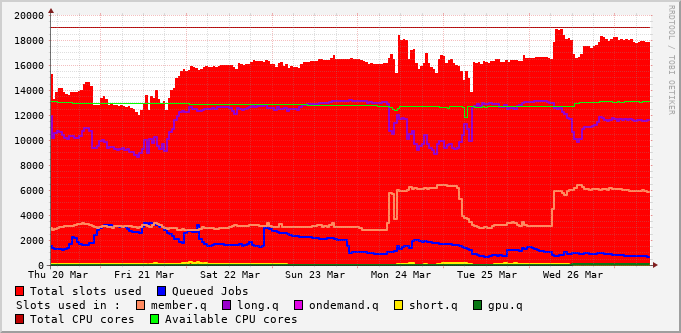 20000
18000
16000
14000
12000
10000
8000
6000
4000
2000
0
Thu 20 Mar Fri 21 Mar Sat 22 Mar Sun 23 Mar Mon 24 Mar Tue 25 Mar Wed 26 Mar
Total slots used Queued Jobs
Slots used in : member.q long.q ondemand.q short.q gpu.q
Total CPU cores Available CPU cores
RRDTOOL / TOBI OETIKER